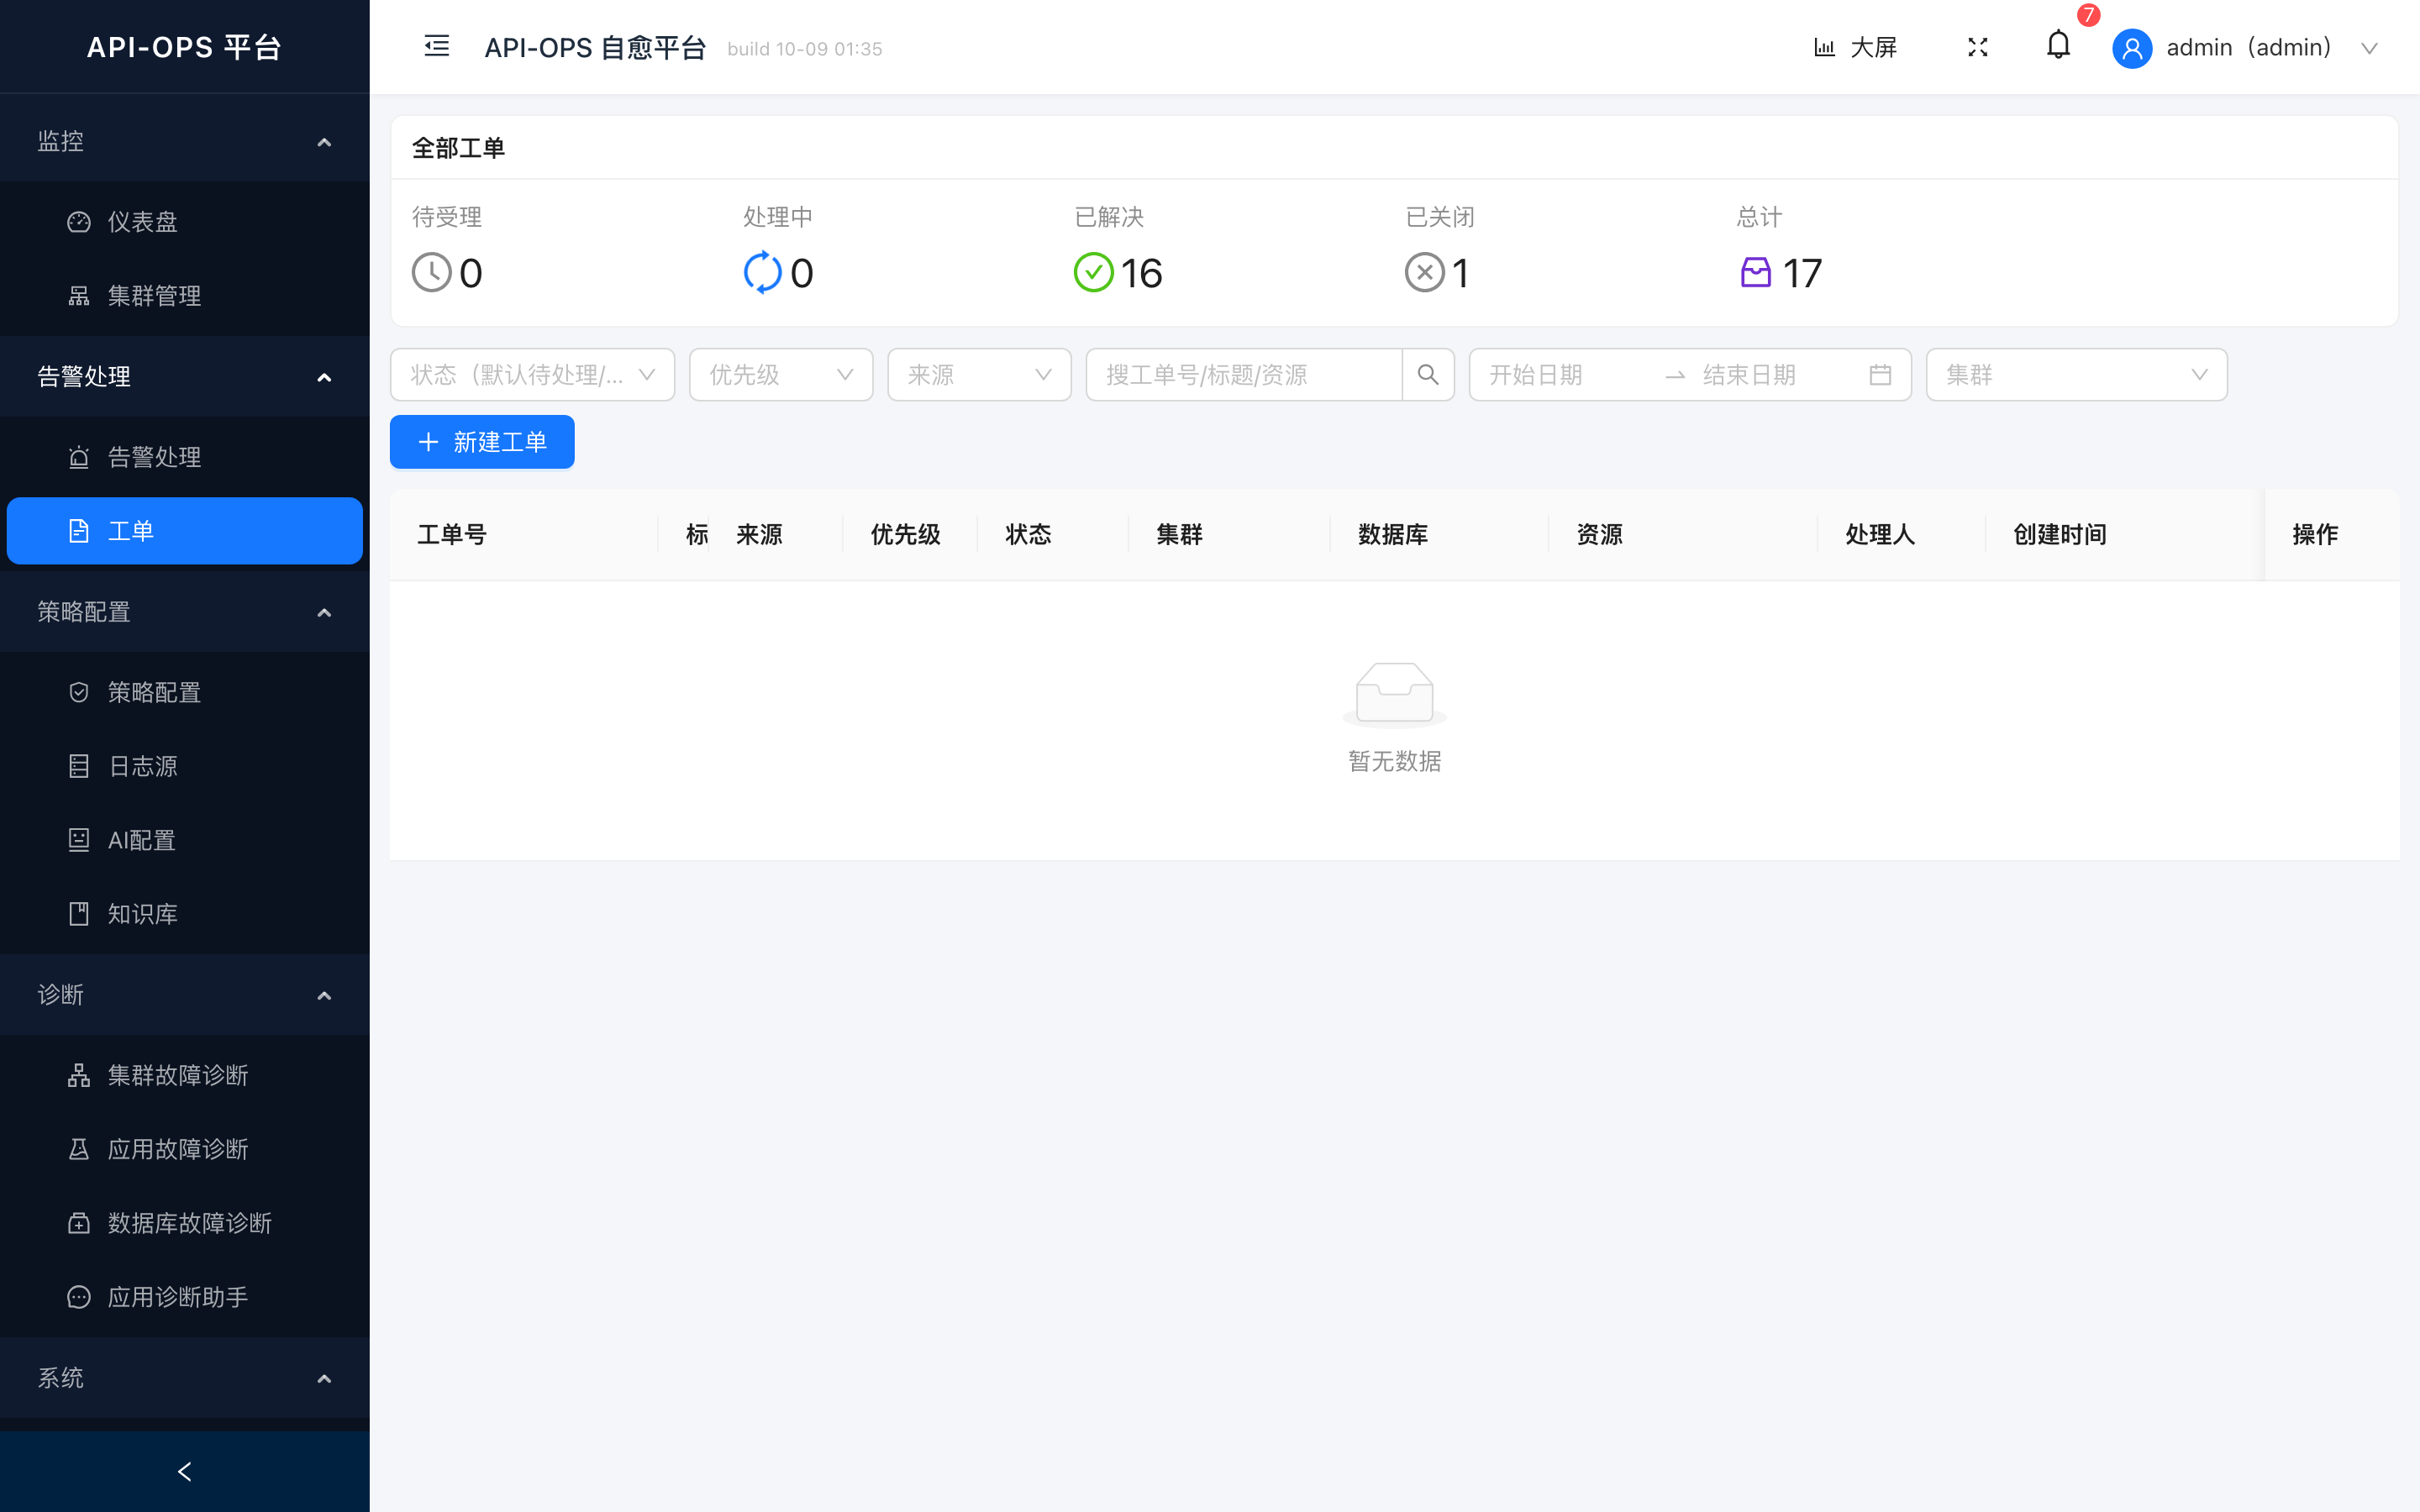 API-OPS 平台
监控
仪表盘
集群管理
告警处理
告警处理
工单
策略配置
策略配置
日志源
AI配置
知识库
诊断
集群故障诊断
应用故障诊断
数据库故障诊断
应用诊断助手
系统
API-OPS 自愈平台 build 10-09 01:35
大屏 7 admin（admin）
全部工单
待受理 处理中 已解决 已关闭 总计
0 0 16 1 17
状态（默认待处理/... 优先级 来源 搜工单号/标题/资源 开始日期 结束日期 集群
新建工单
工单号 标 来源 优先级 状态 集群 数据库 资源 处理人 创建时间 操作
暂无数据